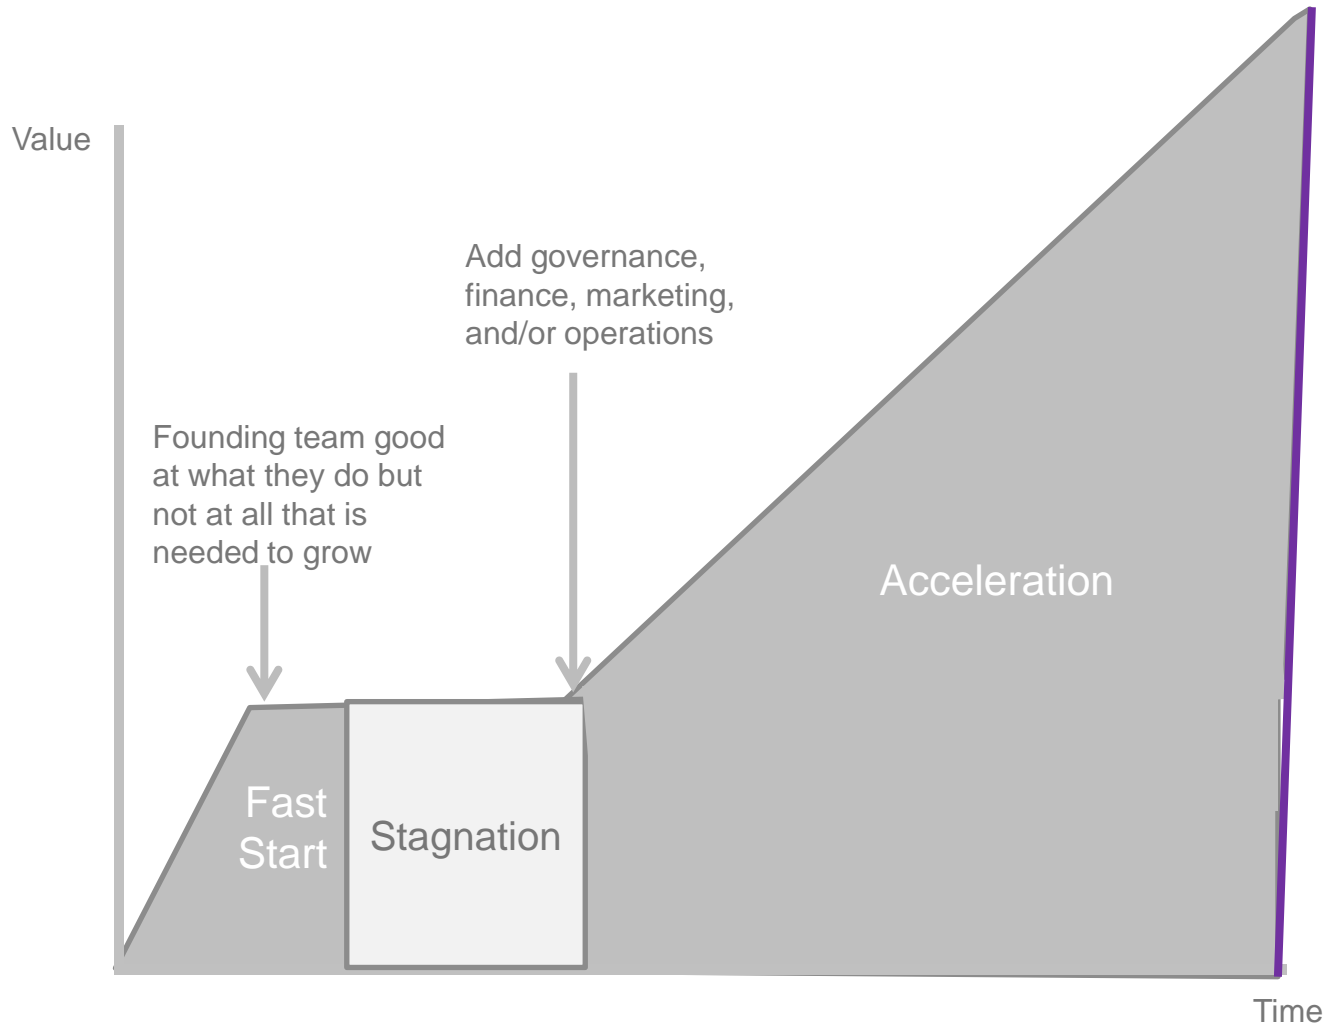 Value
Add governance,
finance, marketing,
and/or operations
Founding team good
at what they do but
not at all that is
needed to grow
Acceleration
Fast
Start
Stagnation
Time